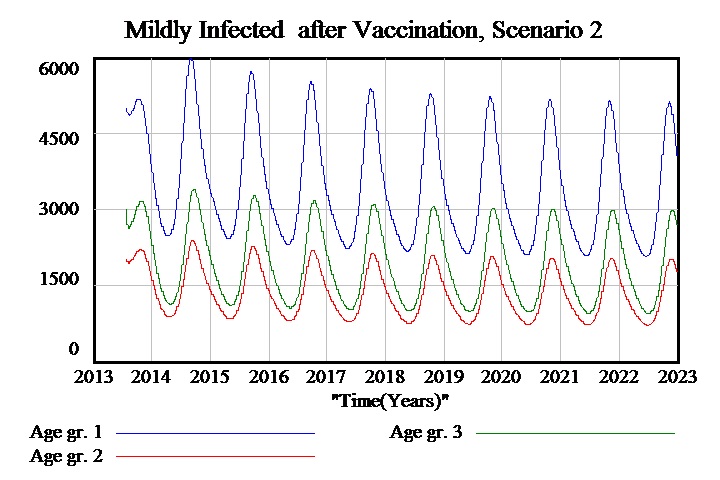 Mildly Infected after Vaccination, Scenario 2
6000
4500
3000
1500
0
2013 2014 2015 2016 2017 2018 2019 2020 2021 2022 2023
"Time(Years)"
Age gr. 1 Age gr. 3
Age gr. 2